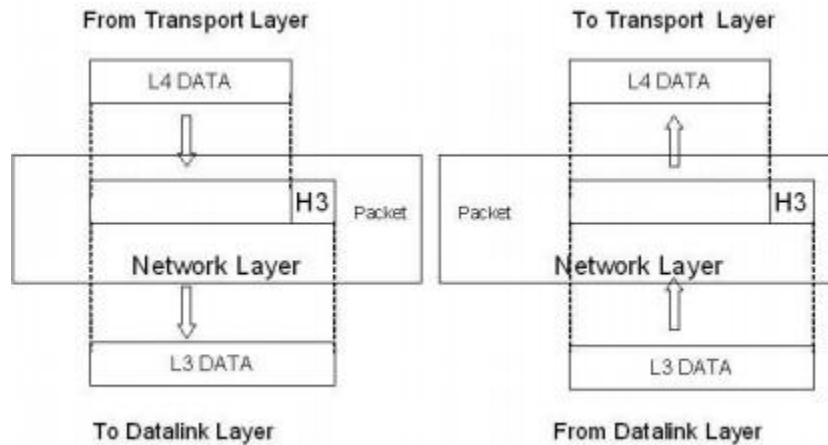 From Transport Layer
L4 DATA
H3
Packet
Network Layer
L3 DATA
To Datalink Layer
To Transport Layer
L4 DATA
H3
Packet
Network Layer
L3 DATA
From Datalink Layer